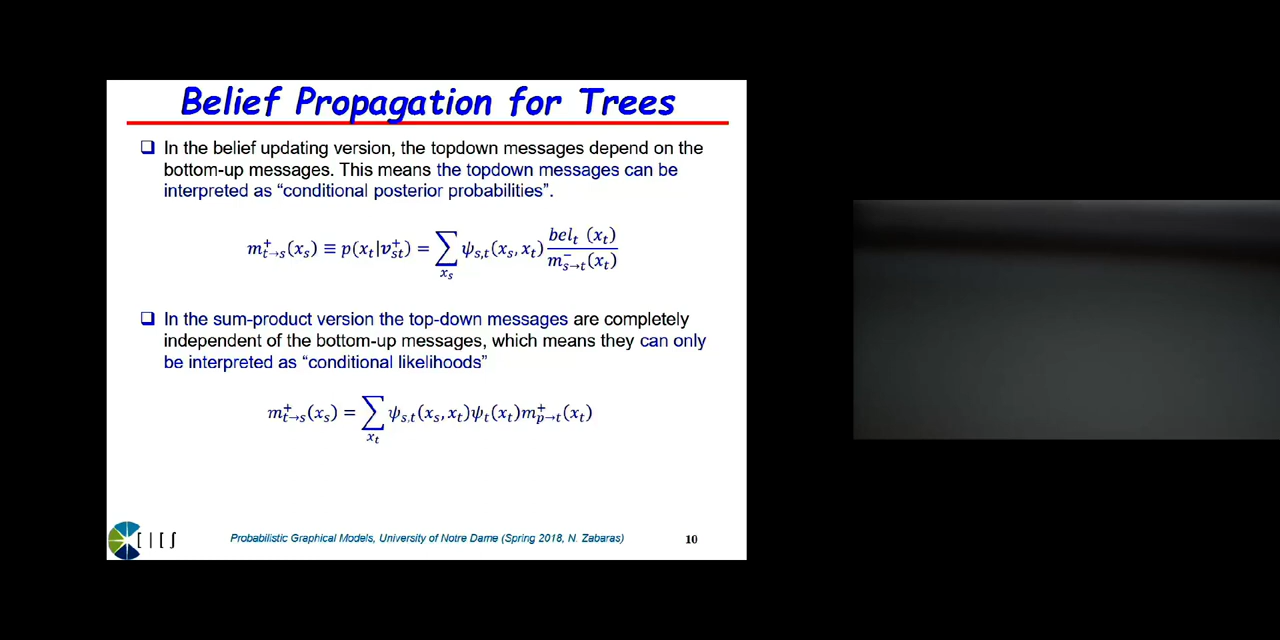 Belief Propagation for Trees
❑ In the belief updating version, the topdown messages depend on the
bottom-up messages. This means the topdown messages can be
interpreted as “conditional posterior probabilities”.
m⁺ₜ→ₛ(xₛ) ≡ p(xₜ|v⁺ₛₜ) = ∑ₓₛ ψₛ,ₜ(xₛ, xₜ) belₜ (xₜ) / m⁻ₛ→ₜ(xₜ)
❑ In the sum-product version the top-down messages are completely
independent of the bottom-up messages, which means they can only
be interpreted as “conditional likelihoods”
m⁺ₜ→ₛ(xₛ) = ∑ₓₜ ψₛ,ₜ(xₛ, xₜ)ψₜ(xₜ)m⁺ₚ→ₜ(xₜ)
Probabilistic Graphical Models, University of Notre Dame (Spring 2018, N. Zabaras)
10